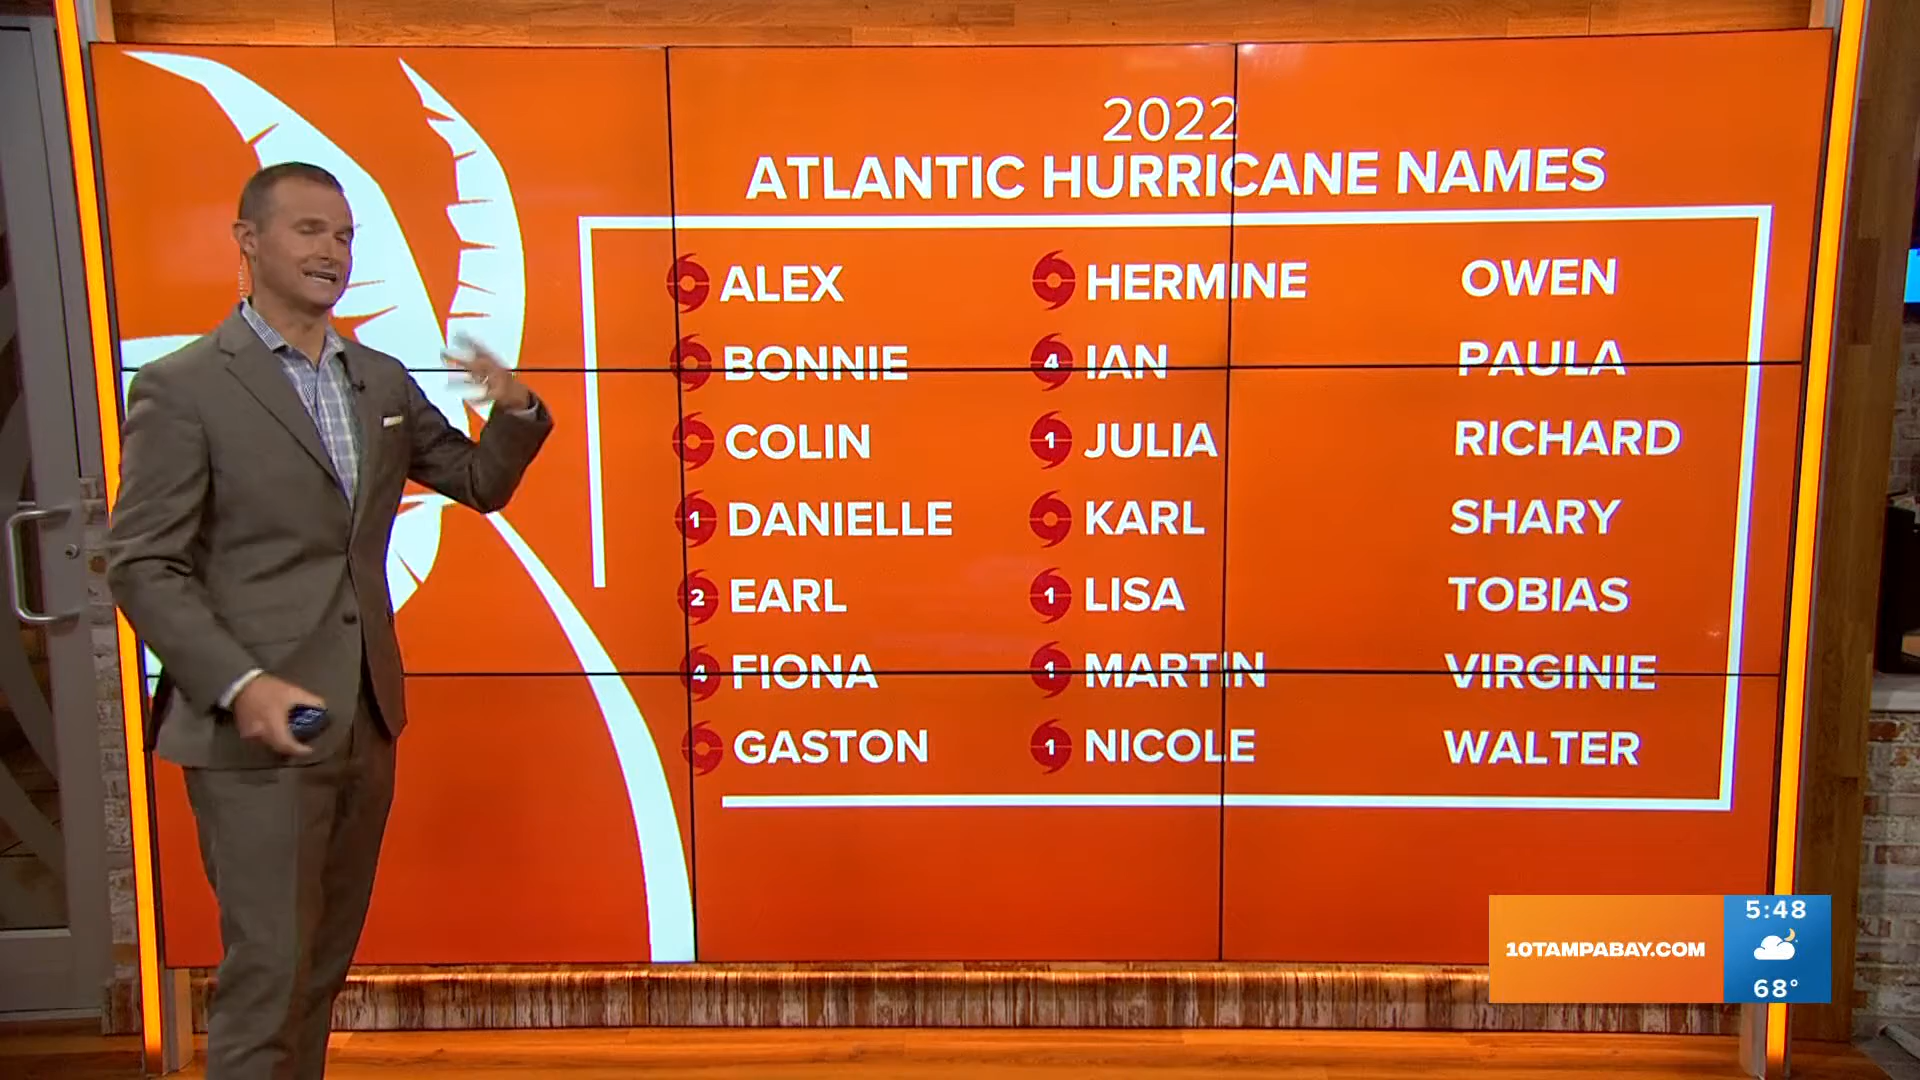 2022
ATLANTIC HURRICANE NAMES
ALEX
BONNIE
COLIN
1 DANIELLE
2 EARL
4 FIONA
GASTON
HERMINE
4 IAN
1 JULIA
KARL
1 LISA
1 MARTIN
1 NICOLE
OWEN
PAULA
RICHARD
SHARY
TOBIAS
VIRGINIE
WALTER
10TAMPABAY.COM
5:48
68°